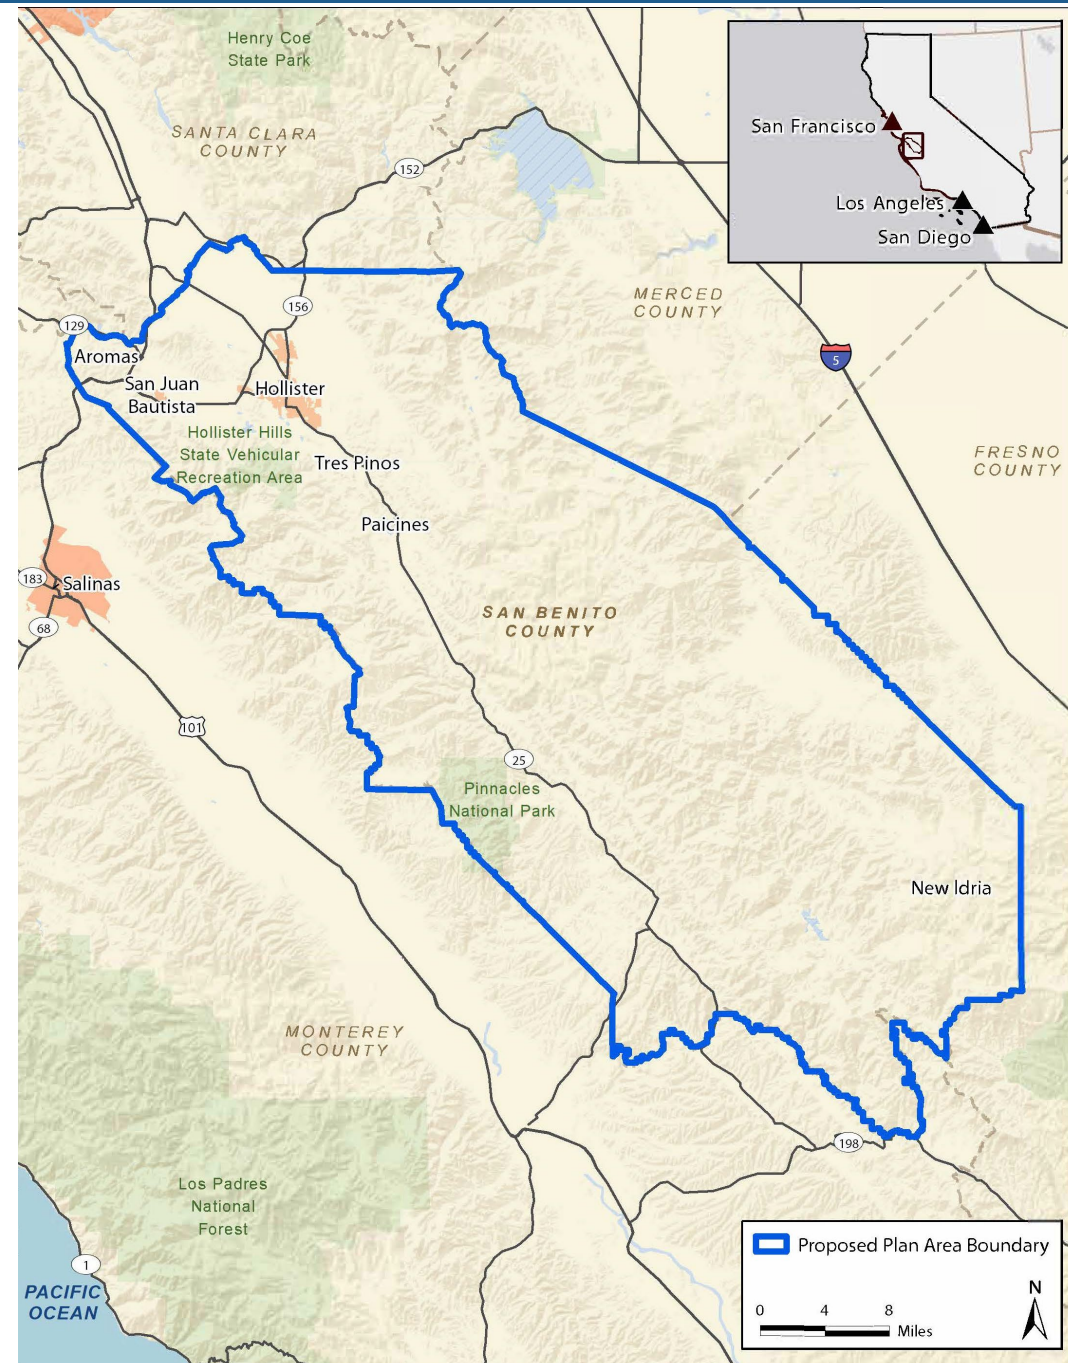 Henry Coe
State Park
SANTA CLARA
COUNTY
152
San Francisco
Los Angeles
San Diego
MERCED
COUNTY
156
129
Aromas
San Juan
Bautista
Hollister
5
Hollister Hills
State Vehicular
Recreation Area
Tres Pinos
FRESNO
COUNTY
Paicines
183
Salinas
68
SAN BENITO
COUNTY
101
25
Pinnacles
National Park
New Idria
MONTEREY
COUNTY
198
Los Padres
National
Forest
1
PACIFIC
OCEAN
Proposed Plan Area Boundary
N
0 4 8
Miles